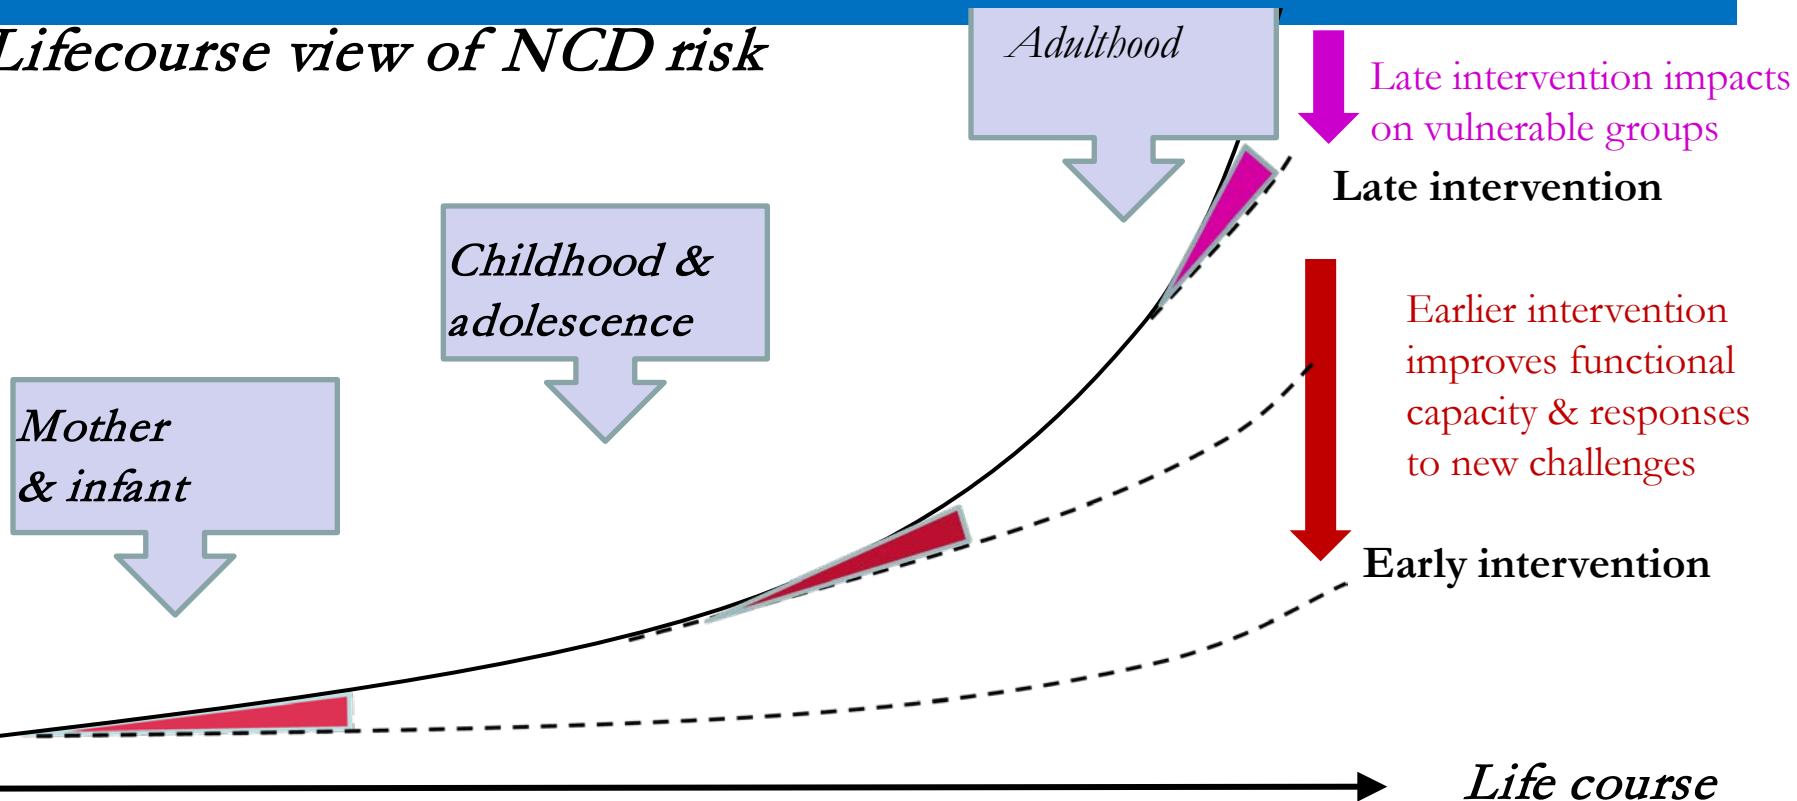 Lifecourse view of NCD risk
Adulthood
Late intervention impacts
on vulnerable groups
Late intervention
Childhood &
adolescence
Earlier intervention
improves functional
capacity & responses
to new challenges
Mother
& infant
Early intervention
Life course